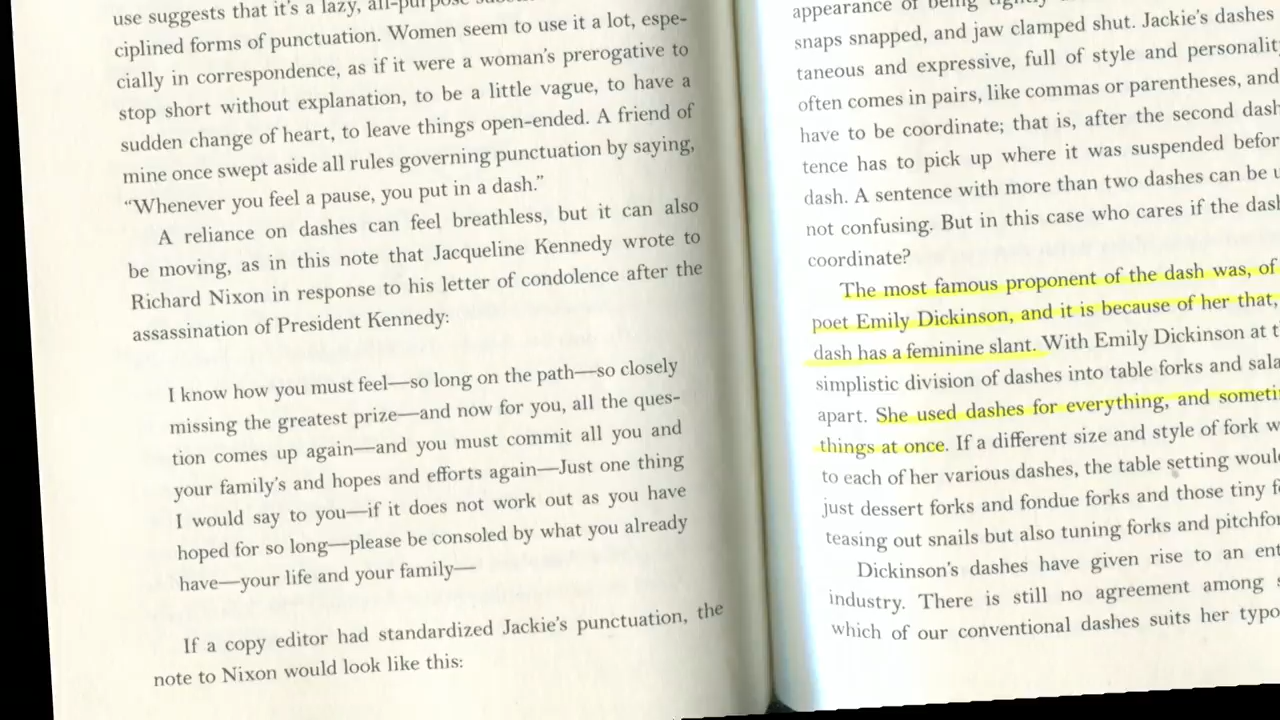 use suggests that it's a lazy, all-purpose
ciplined forms of punctuation. Women seem to use it a lot, espe-
cially in correspondence, as if it were a woman's prerogative to
stop short without explanation, to be a little vague, to have a
sudden change of heart, to leave things open-ended. A friend of
mine once swept aside all rules governing punctuation by saying,
“Whenever you feel a pause, you put in a dash.”
A reliance on dashes can feel breathless, but it can also
be moving, as in this note that Jacqueline Kennedy wrote to
Richard Nixon in response to his letter of condolence after the
assassination of President Kennedy:
I know how you must feel—so long on the path—so closely
missing the greatest prize—and now for you, all the ques-
tion comes up again—and you must commit all you and
your family's and hopes and efforts again—Just one thing
I would say to you—if it does not work out as you have
hoped for so long—please be consoled by what you already
have—your life and your family—
If a copy editor had standardized Jackie's punctuation, the
note to Nixon would look like this:
appearance of being tightly
snaps snapped, and jaw clamped shut. Jackie's dashes
taneous and expressive, full of style and personalit
often comes in pairs, like commas or parentheses, and
have to be coordinate; that is, after the second dash
tence has to pick up where it was suspended befor
dash. A sentence with more than two dashes can be u
not confusing. But in this case who cares if the dash
coordinate?
The most famous proponent of the dash was, of
poet Emily Dickinson, and it is because of her that,
dash has a feminine slant. With Emily Dickinson at t
simplistic division of dashes into table forks and sala
apart. She used dashes for everything, and someti
things at once. If a different size and style of fork w
to each of her various dashes, the table setting woul
just dessert forks and fondue forks and those tiny f
teasing out snails but also tuning forks and pitchfor
Dickinson's dashes have given rise to an ent
industry. There is still no agreement among s
which of our conventional dashes suits her typo